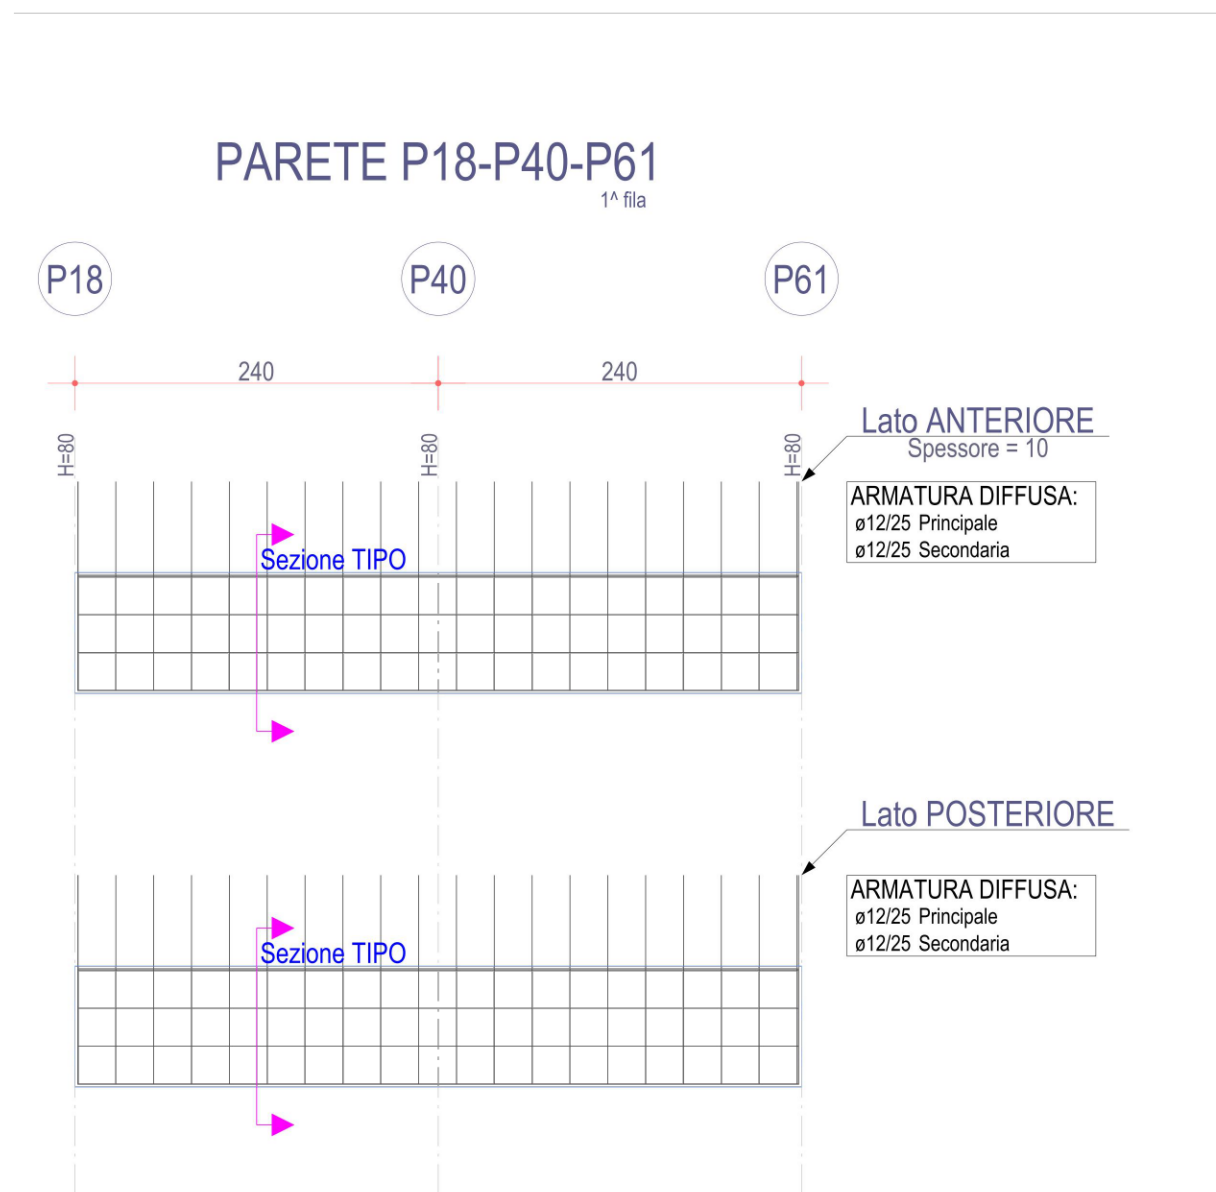 PARETE P18-P40-P61
1^ fila
P18
P40
P61
240
240
H=80
H=80
H=80
Lato ANTERIORE
Spessore = 10
ARMATURA DIFFUSA:
ø12/25 Principale
ø12/25 Secondaria
Sezione TIPO
Lato POSTERIORE
ARMATURA DIFFUSA:
ø12/25 Principale
ø12/25 Secondaria
Sezione TIPO